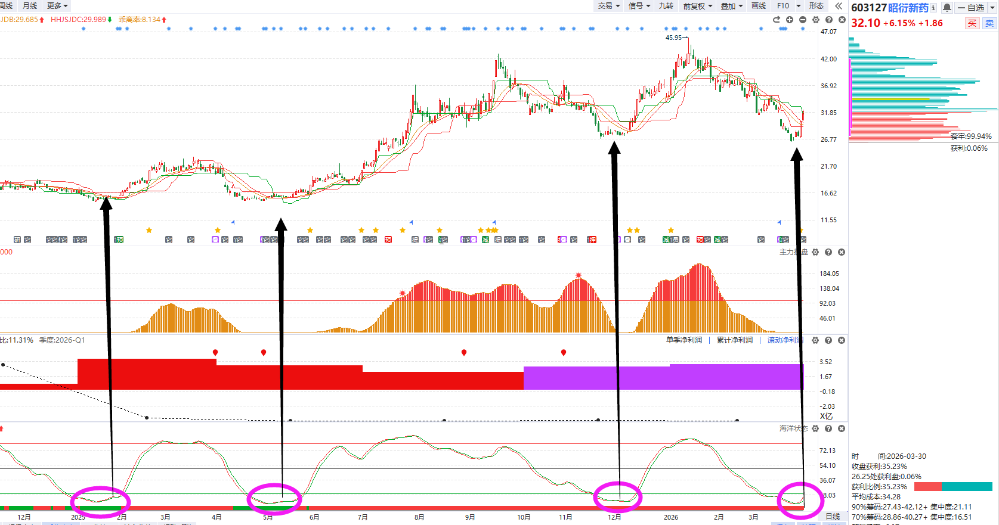 周线 月线 更多 交易 信号 九转 前复权 叠加 画线 F10 形态
603127昭衍新药 自选
32.10 +6.15% +1.86 买 卖
JDB:29.685 HHJSJDC:29.989 乖离率:8.134
47.07
45.95
42.00
36.92
31.85
26.77
21.70
16.62
11.55
套牢:99.94%
获利:0.06%
000 主力 盘
184.05
138.04
92.03
46.01
比:11.31% 季度:2026-Q1 单季净利润 | 累计净利润 | 滚动净利润
3.52
1.67
-0.18
-2.03
X亿
海洋状态
72.13
54.10
36.07
8.03
12月 2025 2月 3月 4月 5月 6月 7月 8月 9月 10月 11月 12月 2026 2月 3月 日线
时 间:2026-03-30
收盘获利:35.23%
26.25处获利盘:0.06%
获利比例:35.23%
平均成本:34.28
90%筹码:27.43-42.12+ 集中度:21.11
70%筹码:28.86-40.27+ 集中度:16.51